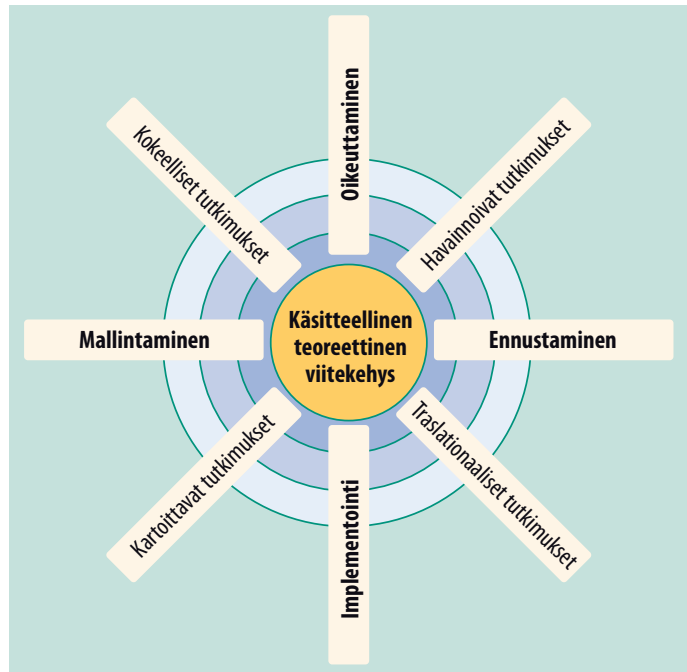 Oikeuttaminen
Kokeelliset tutkimukset
Havainnoivat tutkimukset
Mallintaminen
Käsitteellinen
teoreettinen
viitekehys
Ennustaminen
Kartoittavat tutkimukset
Traslationaaliset tutkimukset
Implementointi